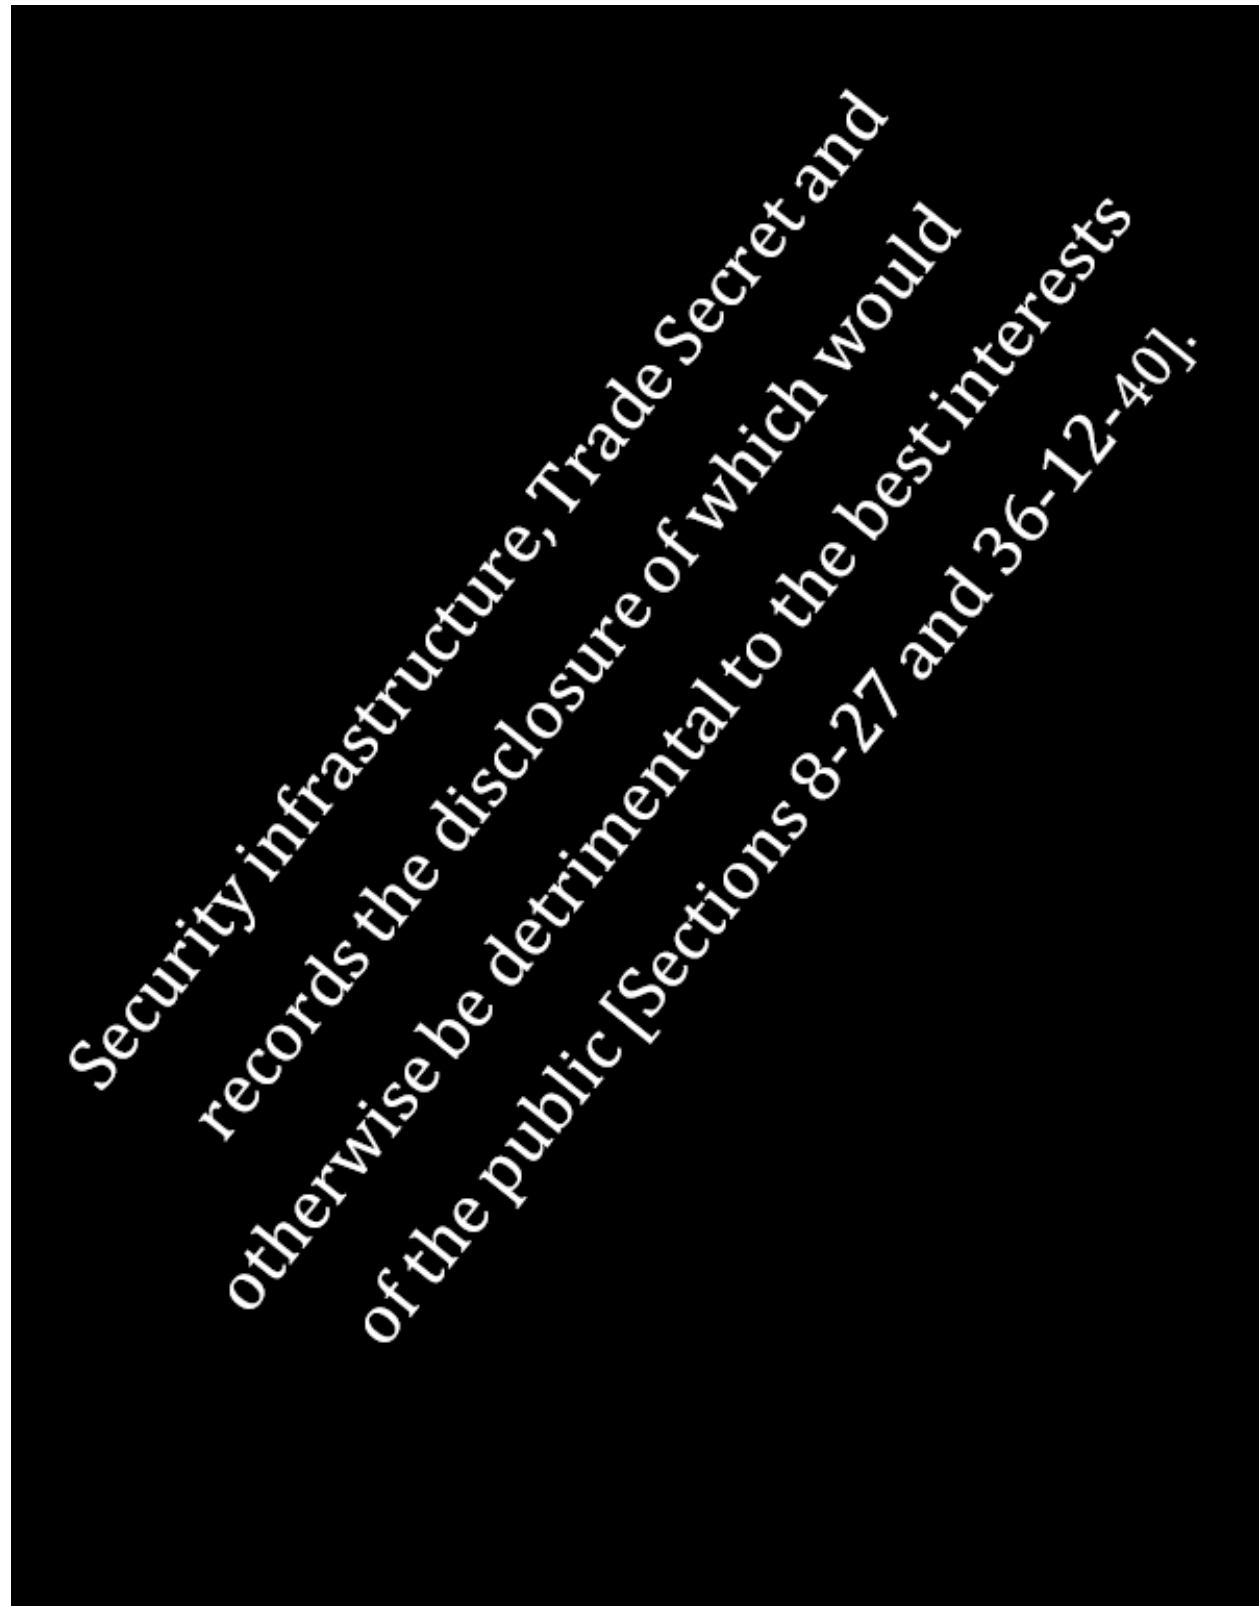 Security infrastructure, Trade Secret and
records the disclosure of which would
otherwise be detrimental to the best interests
of the public [Sections 8-27 and 36-12-40].